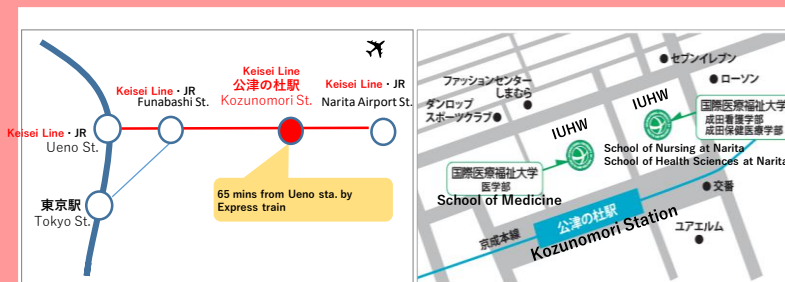 Keisei Line
公津の杜駅
Kozunomori St.
Keisei Line・JR
Funabashi St.
Keisei Line・JR
Narita Airport St.
Keisei Line・JR
Ueno St.
65 mins from Ueno sta. by
Express train
東京駅
Tokyo St.
セブンイレブン
ローソン
ファッションセンター
しまむら
ダンロップ
スポーツクラブ
IUHW
国際医療福祉大学
成田看護学部
成田保健医療学部
School of Nursing at Narita
School of Health Sciences at Narita
IUHW
国際医療福祉大学
医学部
School of Medicine
交番
公津の杜駅
Kozunomori Station
ユアエルム
京成本線